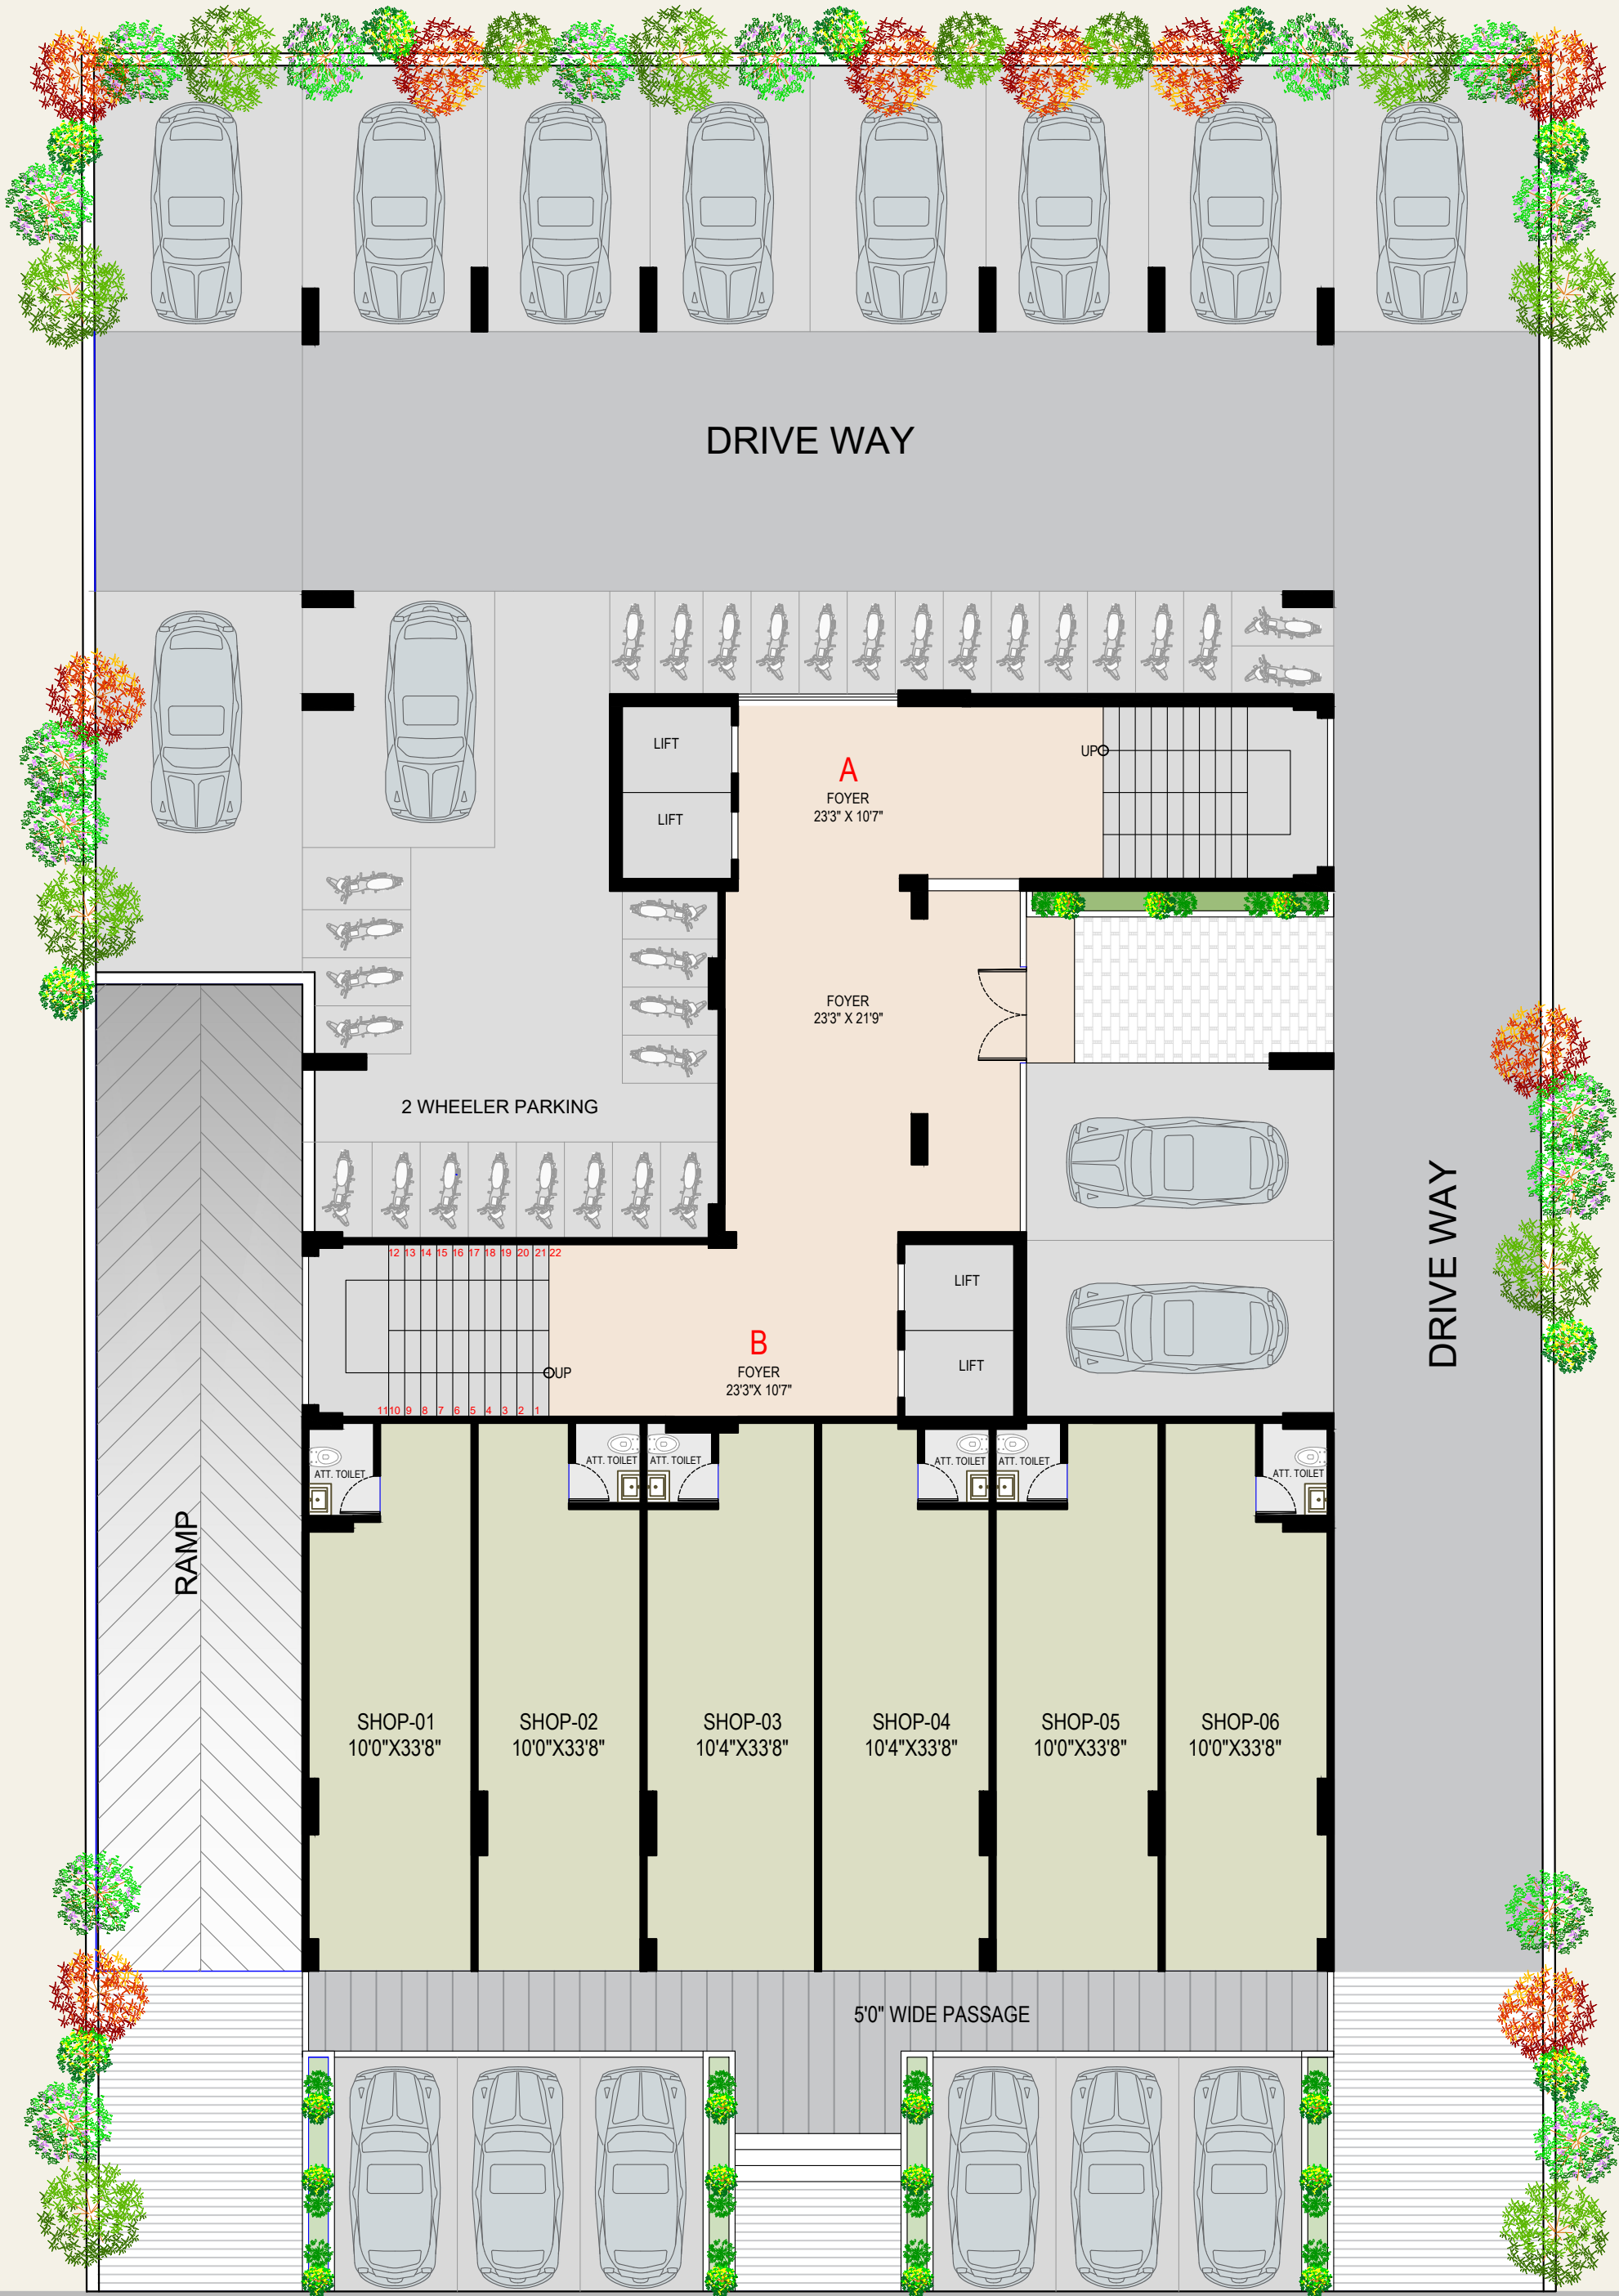 DRIVE WAY
LIFT
LIFT
A
FOYER
23'3" X 10'7"
UP
FOYER
23'3" X 21'9"
2 WHEELER PARKING
DRIVE WAY
12 13 14 15 16 17 18 19 20 21 22
UP
11 10 9 8 7 6 5 4 3 2 1
B
FOYER
23'3"X 10'7"
LIFT
LIFT
ATT. TOILET
ATT. TOILET
ATT. TOILET
ATT. TOILET
ATT. TOILET
ATT. TOILET
RAMP
SHOP-01
10'0"X33'8"
SHOP-02
10'0"X33'8"
SHOP-03
10'4"X33'8"
SHOP-04
10'4"X33'8"
SHOP-05
10'0"X33'8"
SHOP-06
10'0"X33'8"
5'0" WIDE PASSAGE